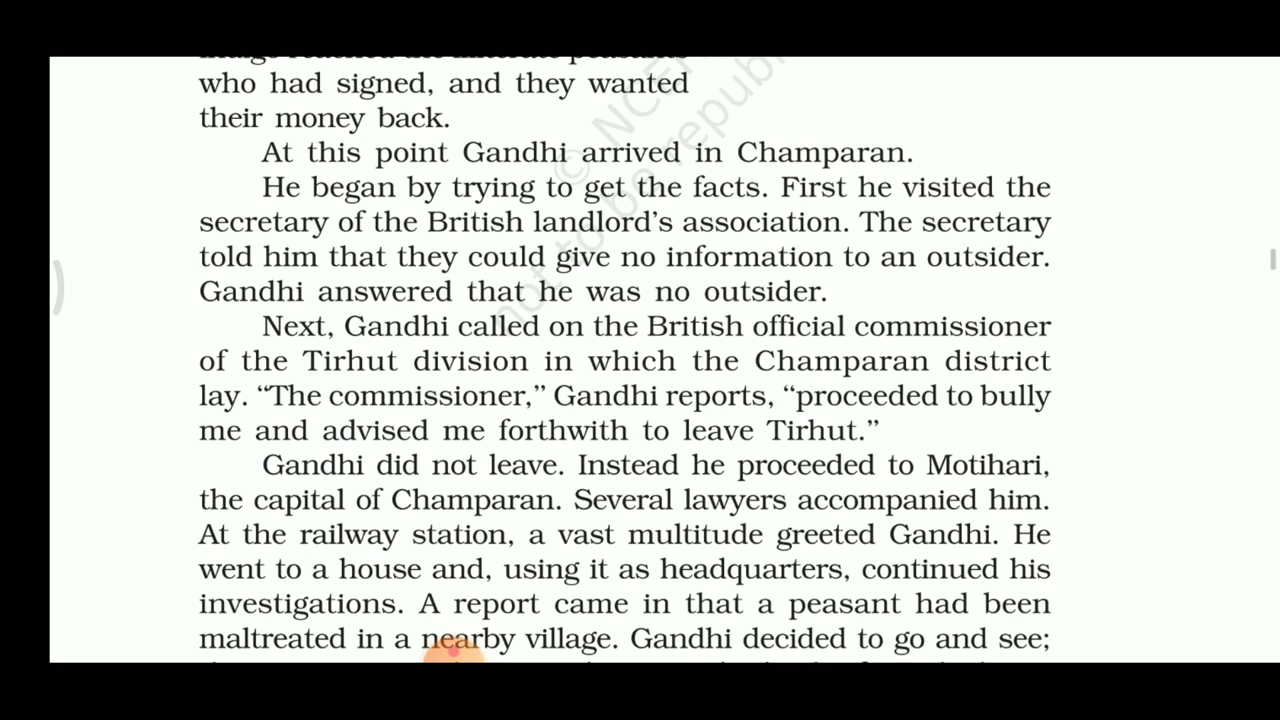 who had signed, and they wanted
their money back.
At this point Gandhi arrived in Champaran.
He began by trying to get the facts. First he visited the
secretary of the British landlord’s association. The secretary
told him that they could give no information to an outsider.
Gandhi answered that he was no outsider.
Next, Gandhi called on the British official commissioner
of the Tirhut division in which the Champaran district
lay. “The commissioner,” Gandhi reports, “proceeded to bully
me and advised me forthwith to leave Tirhut.”
Gandhi did not leave. Instead he proceeded to Motihari,
the capital of Champaran. Several lawyers accompanied him.
At the railway station, a vast multitude greeted Gandhi. He
went to a house and, using it as headquarters, continued his
investigations. A report came in that a peasant had been
maltreated in a nearby village. Gandhi decided to go and see;
not to be republ